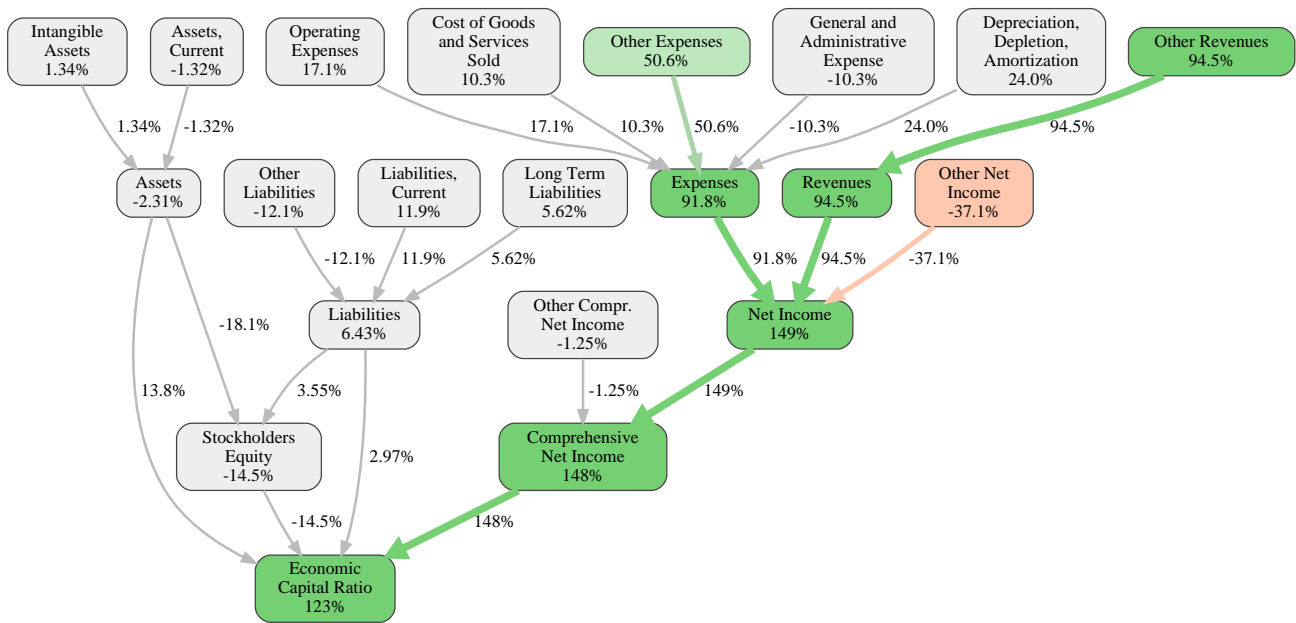 Intangible
Assets
1.34%
Assets,
Current
-1.32%
Operating
Expenses
17.1%
Cost of Goods
and Services
Sold
10.3%
Other Expenses
50.6%
General and
Administrative
Expense
-10.3%
Depreciation,
Depletion,
Amortization
24.0%
Other Revenues
94.5%
1.34%
-1.32%
17.1%
10.3%
50.6%
-10.3%
24.0%
94.5%
Assets
-2.31%
Other
Liabilities
-12.1%
Liabilities,
Current
11.9%
Long Term
Liabilities
5.62%
Expenses
91.8%
Revenues
94.5%
Other Net
Income
-37.1%
-12.1%
11.9%
5.62%
91.8%
94.5%
-37.1%
-18.1%
Liabilities
6.43%
Other Compr.
Net Income
-1.25%
Net Income
149%
13.8%
3.55%
-1.25%
149%
Stockholders
Equity
-14.5%
2.97%
Comprehensive
Net Income
148%
-14.5%
148%
Economic
Capital Ratio
123%